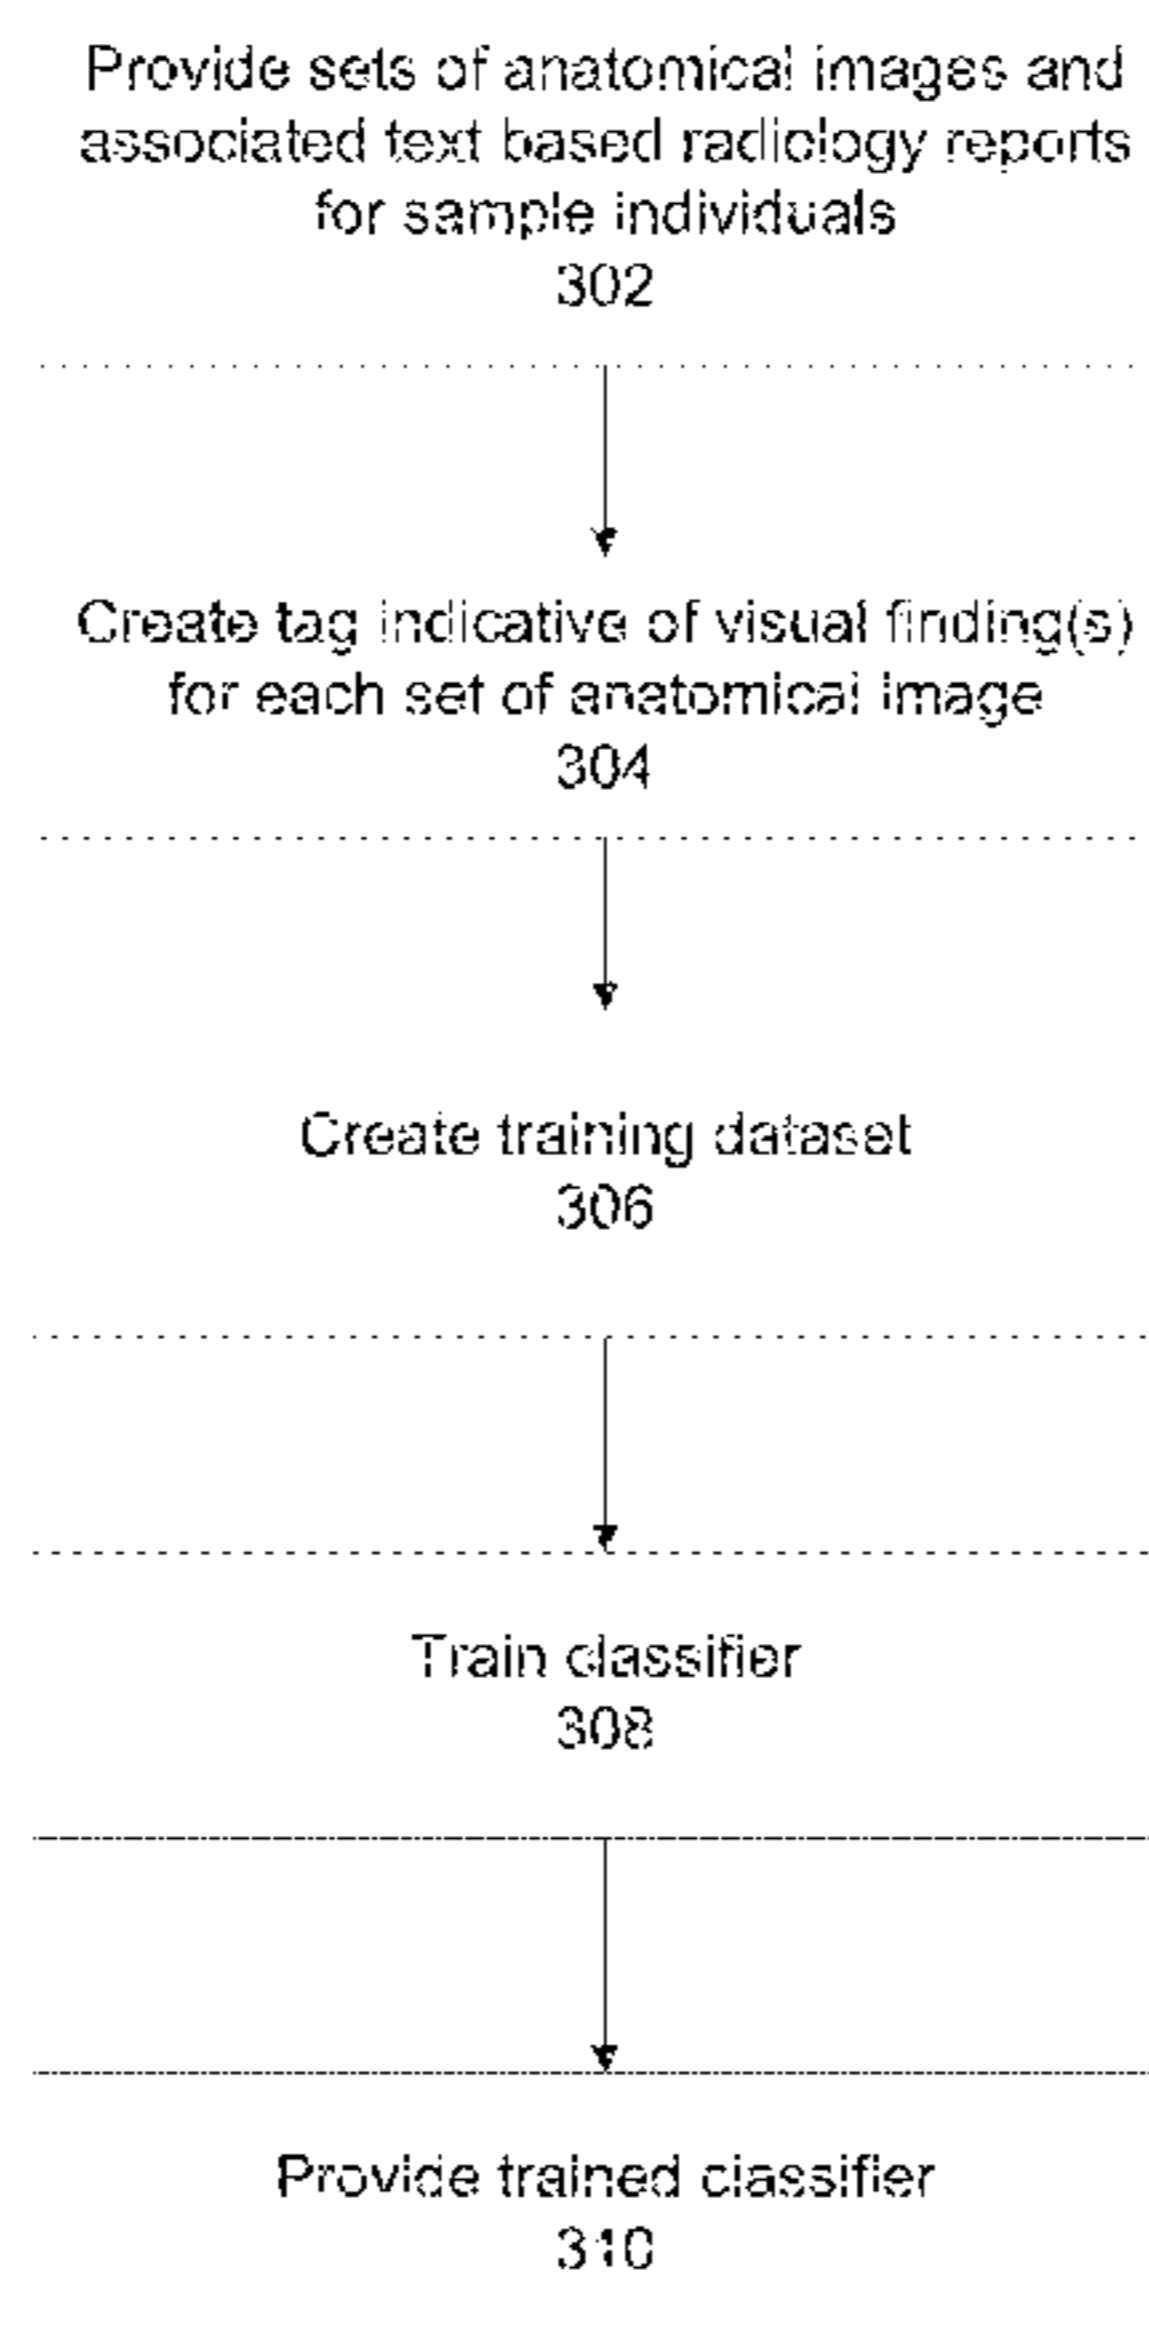 Provide sets of anatomical images and
associated text based radiology reports
for sample individuals
302
Create tag indicative of visual finding(s)
for each set of anatomical image
304
Create training dataset
306
Train classifier
308
Provide trained classifier
310